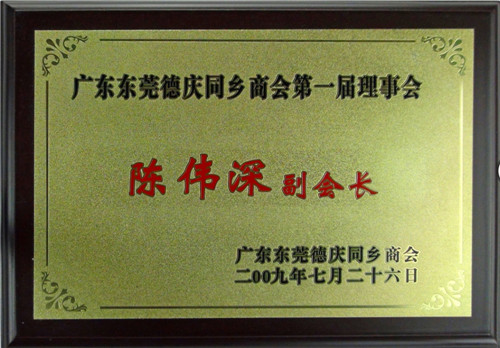 广东东莞德庆同乡商会第一届理事会
陈伟深副会长
广东东莞德庆同乡商会
二00九年七月二十六日